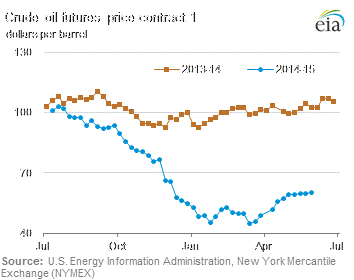 Crude oil futures price contract 1
dollars per barrel
eia
130
2013-14
2014-15
100
60
40
Jul
Oct
Jan
Apr
Jul
Source: U.S. Energy Information Administration, New York Mercantile
Exchange (NYMEX)